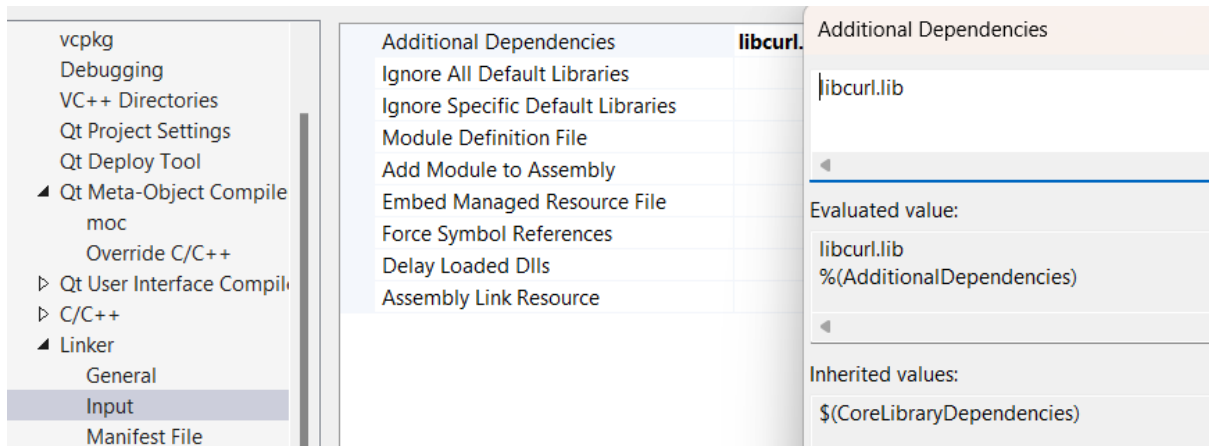 vcpkg
Debugging
VC++ Directories
Qt Project Settings
Qt Deploy Tool
Qt Meta-Object Compile
moc
Override C/C++
Qt User Interface Compil
C/C++
Linker
General
Input
Manifest File
Additional Dependencies libcurl.
Ignore All Default Libraries
Ignore Specific Default Libraries
Module Definition File
Add Module to Assembly
Embed Managed Resource File
Force Symbol References
Delay Loaded Dlls
Assembly Link Resource
Additional Dependencies
libcurl.lib
Evaluated value:
libcurl.lib
%(AdditionalDependencies)
Inherited values:
$(CoreLibraryDependencies)